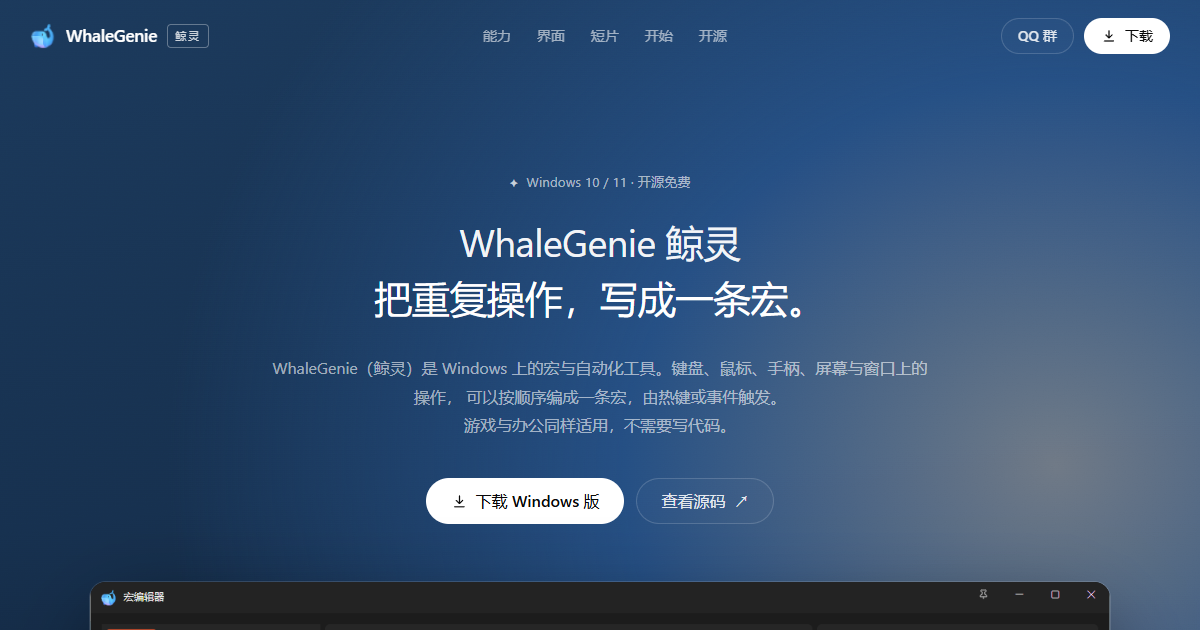 WhaleGenie 鲸灵
能力 界面 短片 开始 开源
QQ 群
下载
Windows 10 / 11 · 开源免费
WhaleGenie 鲸灵
把重复操作，写成一条宏。
WhaleGenie（鲸灵）是 Windows 上的宏与自动化工具。键盘、鼠标、手柄、屏幕与窗口上的
操作， 可以按顺序编成一条宏，由热键或事件触发。
游戏与办公同样适用，不需要写代码。
下载 Windows 版
查看源码 ↗
宏编辑器